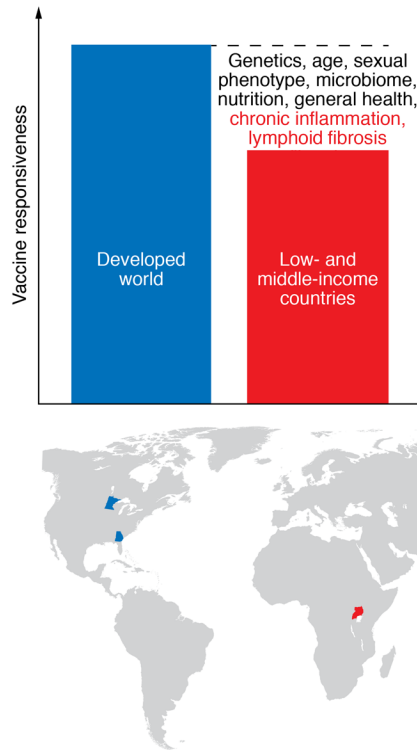 Vaccine responsiveness
Genetics, age, sexual
phenotype, microbiome,
nutrition, general health,
chronic inflammation,
lymphoid fibrosis
Developed
world
Low- and
middle-income
countries